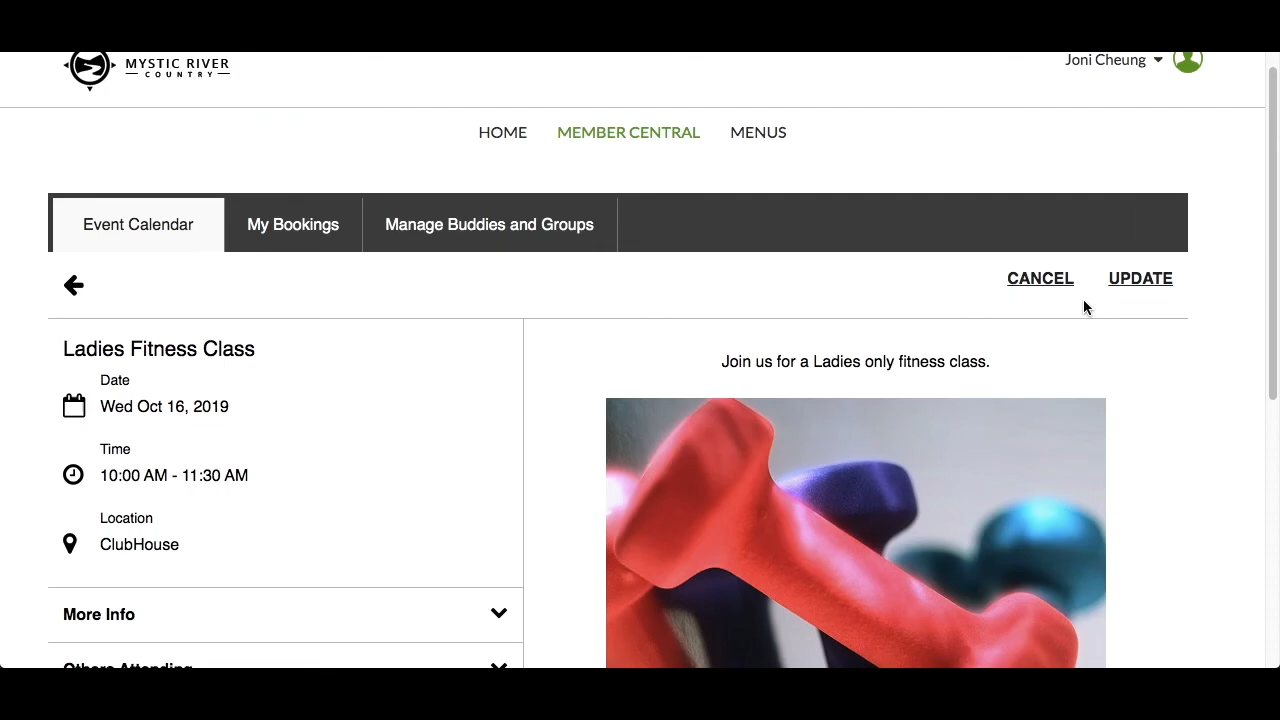 MYSTIC RIVER
COUNTRY
Joni Cheung
HOME MEMBER CENTRAL MENUS
Event Calendar My Bookings Manage Buddies and Groups
CANCEL UPDATE
Ladies Fitness Class
Date
Wed Oct 16, 2019
Time
10:00 AM - 11:30 AM
Location
ClubHouse
More Info
Others Attending
Join us for a Ladies only fitness class.